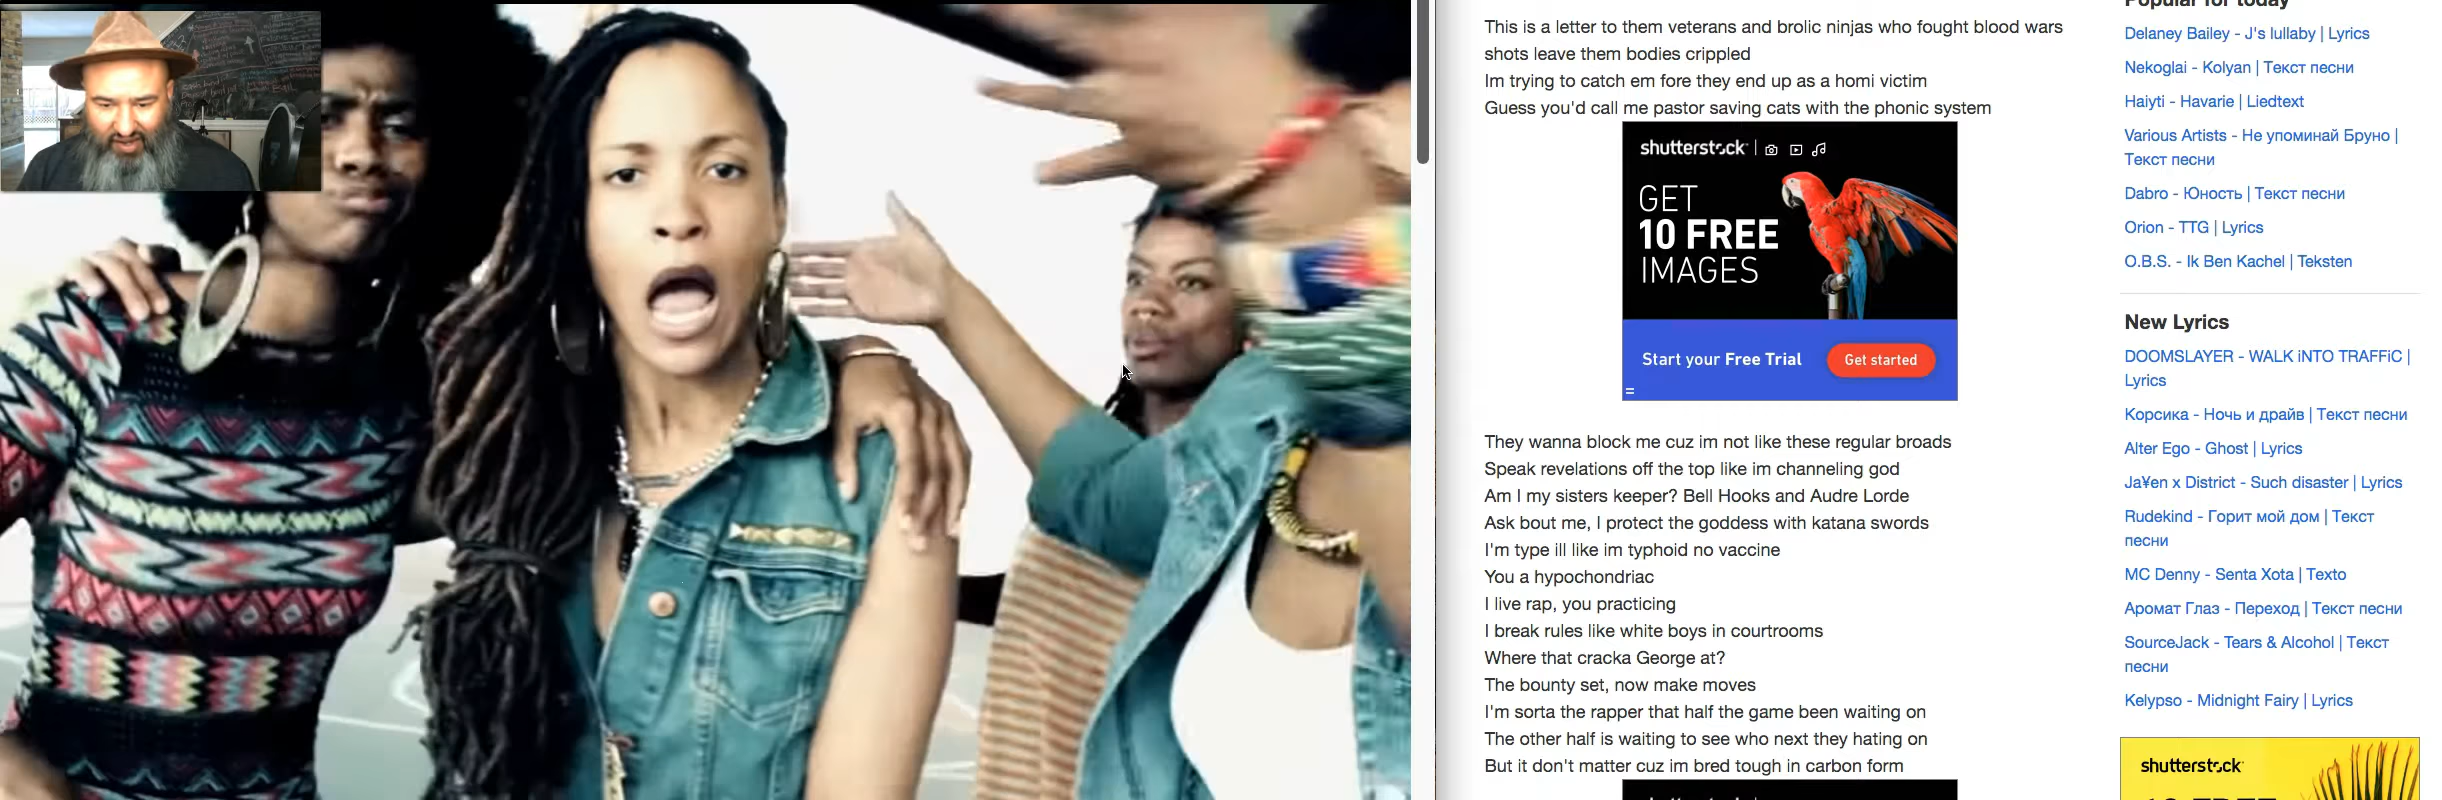 This is a letter to them veterans and brolic ninjas who fought blood wars
shots leave them bodies crippled
Im trying to catch em fore they end up as a homi victim
Guess you'd call me pastor saving cats with the phonic system
shutterstock
GET
10 FREE
IMAGES
Start your Free Trial
Get started
They wanna block me cuz im not like these regular broads
Speak revelations off the top like im channeling god
Am I my sisters keeper? Bell Hooks and Audre Lorde
Ask bout me, I protect the goddess with katana swords
I'm type ill like im typhoid no vaccine
You a hypochondriac
I live rap, you practicing
I break rules like white boys in courtrooms
Where that cracka George at?
The bounty set, now make moves
I'm sorta the rapper that half the game been waiting on
The other half is waiting to see who next they hating on
But it don't matter cuz im bred tough in carbon form
Popular for today
Delaney Bailey - J's lullaby | Lyrics
Nekoglai - Kolyan | Текст песни
Haiyti - Havarie | Liedtext
Various Artists - Не упоминай Бруно |
Текст песни
Dabro - Юность | Текст песни
Orion - TTG | Lyrics
O.B.S. - Ik Ben Kachel | Teksten
New Lyrics
DOOMSLAYER - WALK iNTO TRAFFiC |
Lyrics
Корсика - Ночь и драйв | Текст песни
Alter Ego - Ghost | Lyrics
Ja¥en x District - Such disaster | Lyrics
Rudekind - Горит мой дом | Текст
песни
MC Denny - Senta Xota | Texto
Аромат Глаз - Переход | Текст песни
SourceJack - Tears & Alcohol | Текст
песни
Kelypso - Midnight Fairy | Lyrics
shutterstock